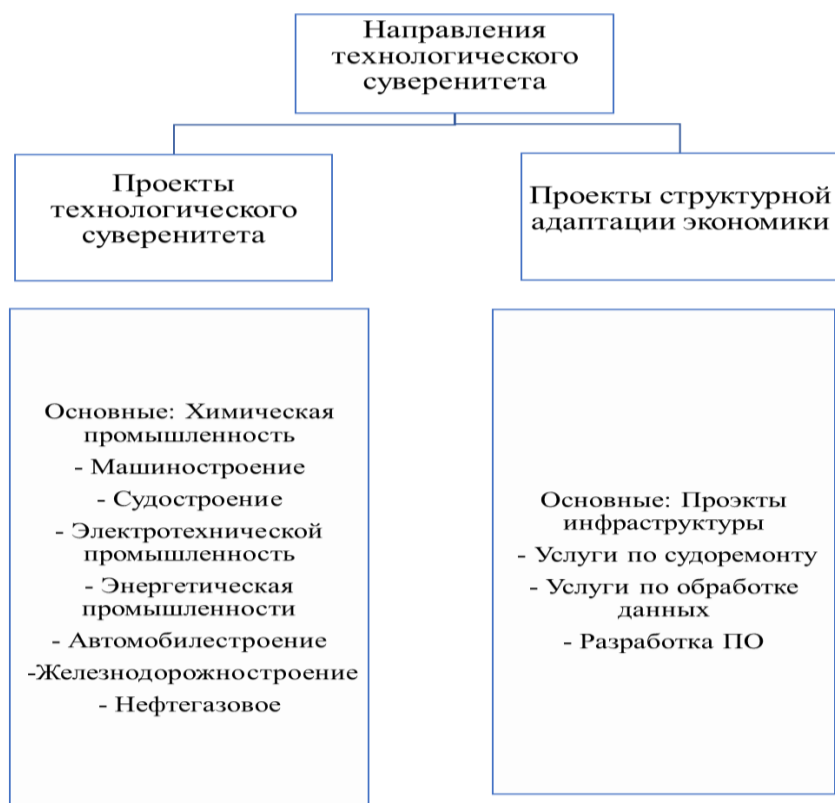 Направления
технологического
суверенитета
Проекты
технологического
суверенитета
Проекты структурной
адаптации экономики
Основные: Химическая
промышленность
- Машиностроение
- Судостроение
- Электротехнической
промышленность
- Энергетическая
промышленности
- Автомобилестроение
-Железнодорожностроение
- Нефтегазовое
Основные: Проэкты
инфраструктуры
- Услуги по судоремонту
- Услуги по обработке
данных
- Разработка ПО